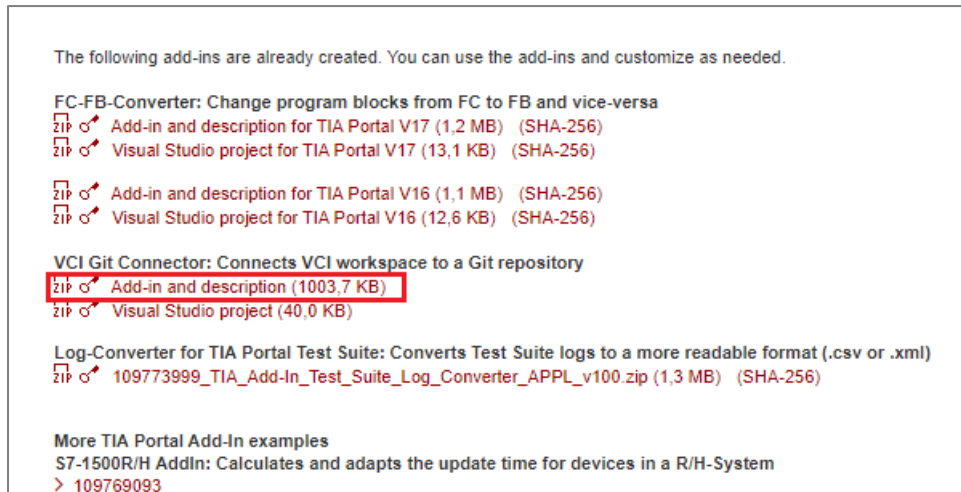 The following add-ins are already created. You can use the add-ins and customize as needed.
FC-FB-Converter: Change program blocks from FC to FB and vice-versa
ZIP Add-in and description for TIA Portal V17 (1,2 MB) (SHA-256)
ZIP Visual Studio project for TIA Portal V17 (13,1 KB) (SHA-256)
ZIP Add-in and description for TIA Portal V16 (1,1 MB) (SHA-256)
ZIP Visual Studio project for TIA Portal V16 (12,6 KB) (SHA-256)
VCI Git Connector: Connects VCI workspace to a Git repository
ZIP Add-in and description (1003,7 KB)
ZIP Visual Studio project (40,0 KB)
Log-Converter for TIA Portal Test Suite: Converts Test Suite logs to a more readable format (.csv or .xml)
ZIP 109773999_TIA_Add-In_Test_Suite_Log_Converter_APPL_v100.zip (1,3 MB) (SHA-256)
More TIA Portal Add-In examples
S7-1500R/H AddIn: Calculates and adapts the update time for devices in a R/H-System
> 109769093